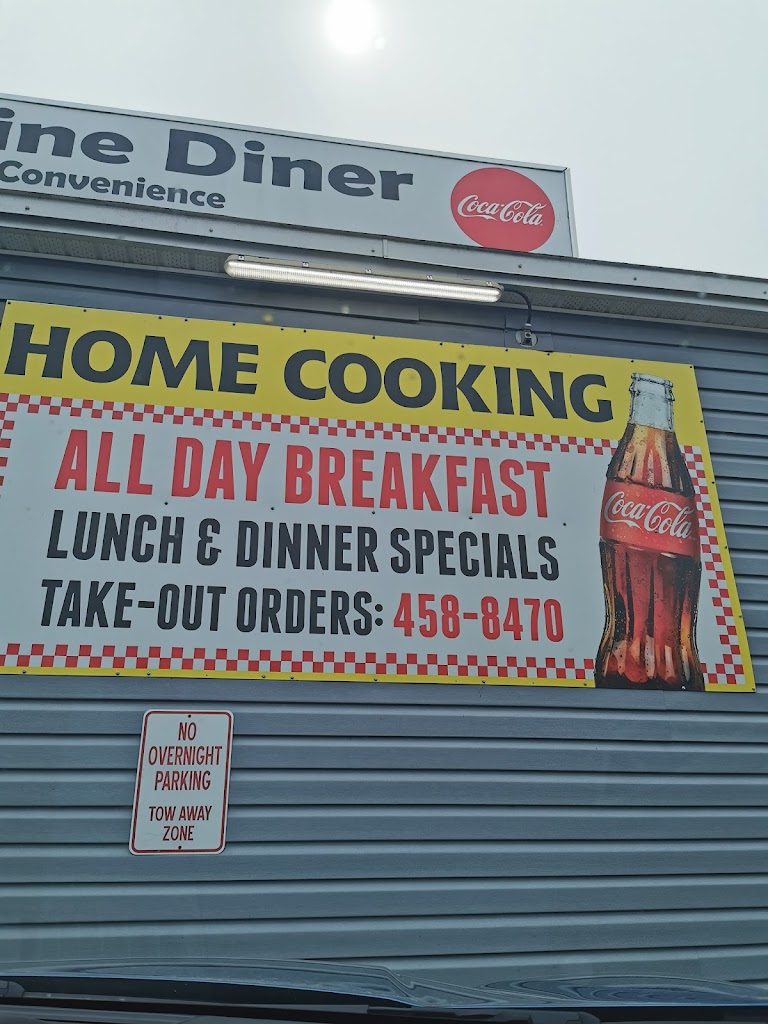 ine Diner
Convenience
Coca-Cola
HOME COOKING
ALL DAY BREAKFAST
LUNCH & DINNER SPECIALS
TAKE-OUT ORDERS: 458-8470
Coca-Cola
NO
OVERNIGHT
PARKING
TOW AWAY
ZONE